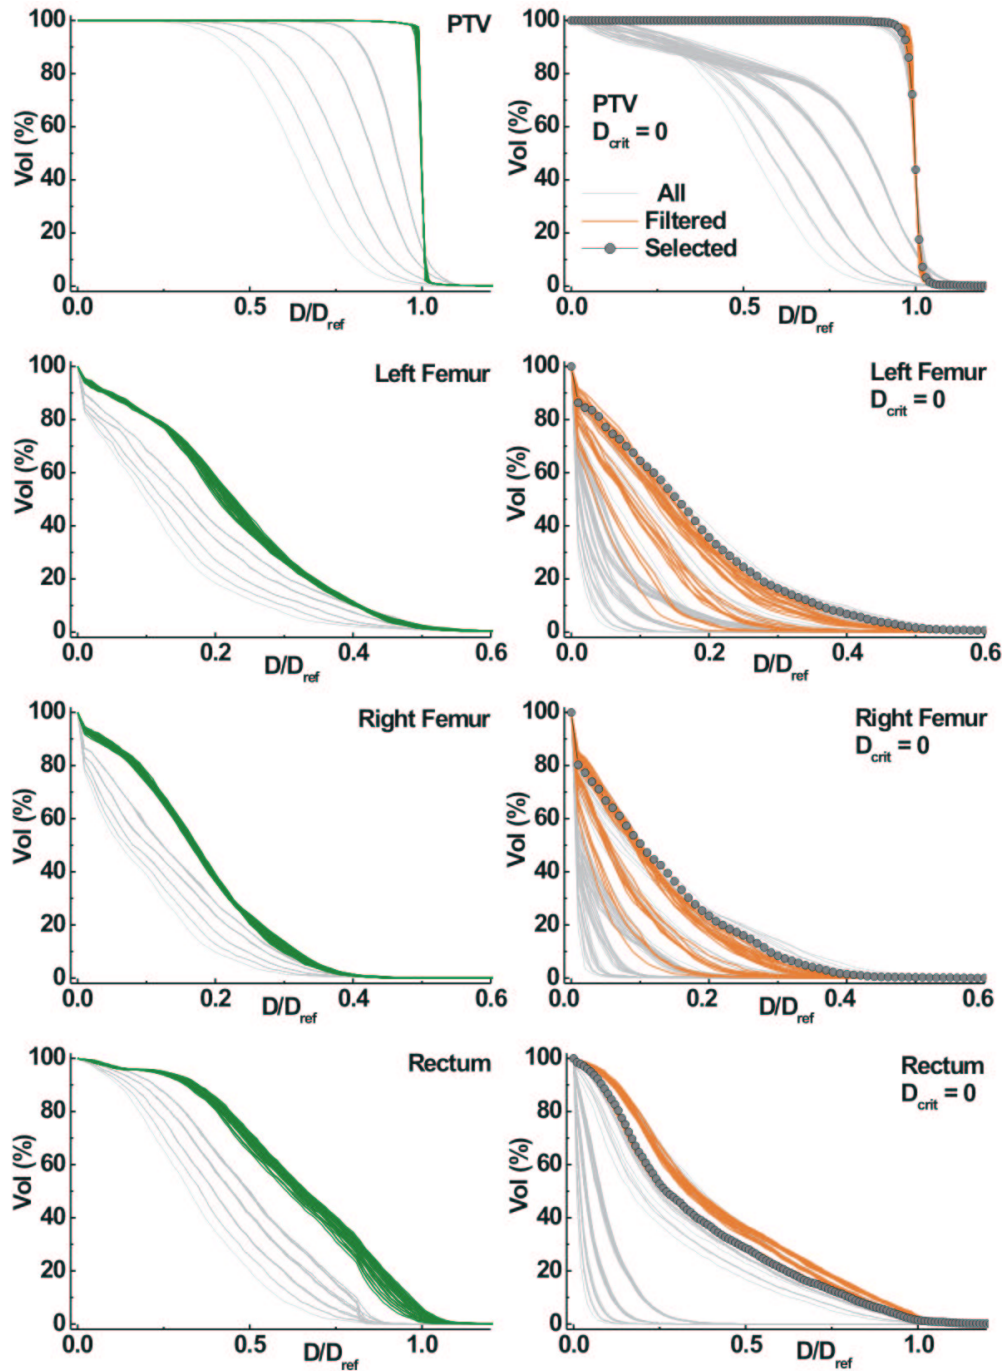 PTV
Vol (%)
100
80
60
40
20
0
0.0 0.5 1.0
D/Dref
PTV
Dcrit = 0
All
Filtered
Selected
Vol (%)
100
80
60
40
20
0
0.0 0.5 1.0
D/Dref
Left Femur
Vol (%)
100
80
60
40
20
0
0.0 0.2 0.4 0.6
D/Dref
Left Femur
Dcrit = 0
Vol (%)
100
80
60
40
20
0
0.0 0.2 0.4 0.6
D/Dref
Right Femur
Vol (%)
100
80
60
40
20
0
0.0 0.2 0.4 0.6
D/Dref
Right Femur
Dcrit = 0
Vol (%)
100
80
60
40
20
0
0.0 0.2 0.4 0.6
D/Dref
Rectum
Vol (%)
100
80
60
40
20
0
0.0 0.5 1.0
D/Dref
Rectum
Dcrit = 0
Vol (%)
100
80
60
40
20
0
0.0 0.5 1.0
D/Dref